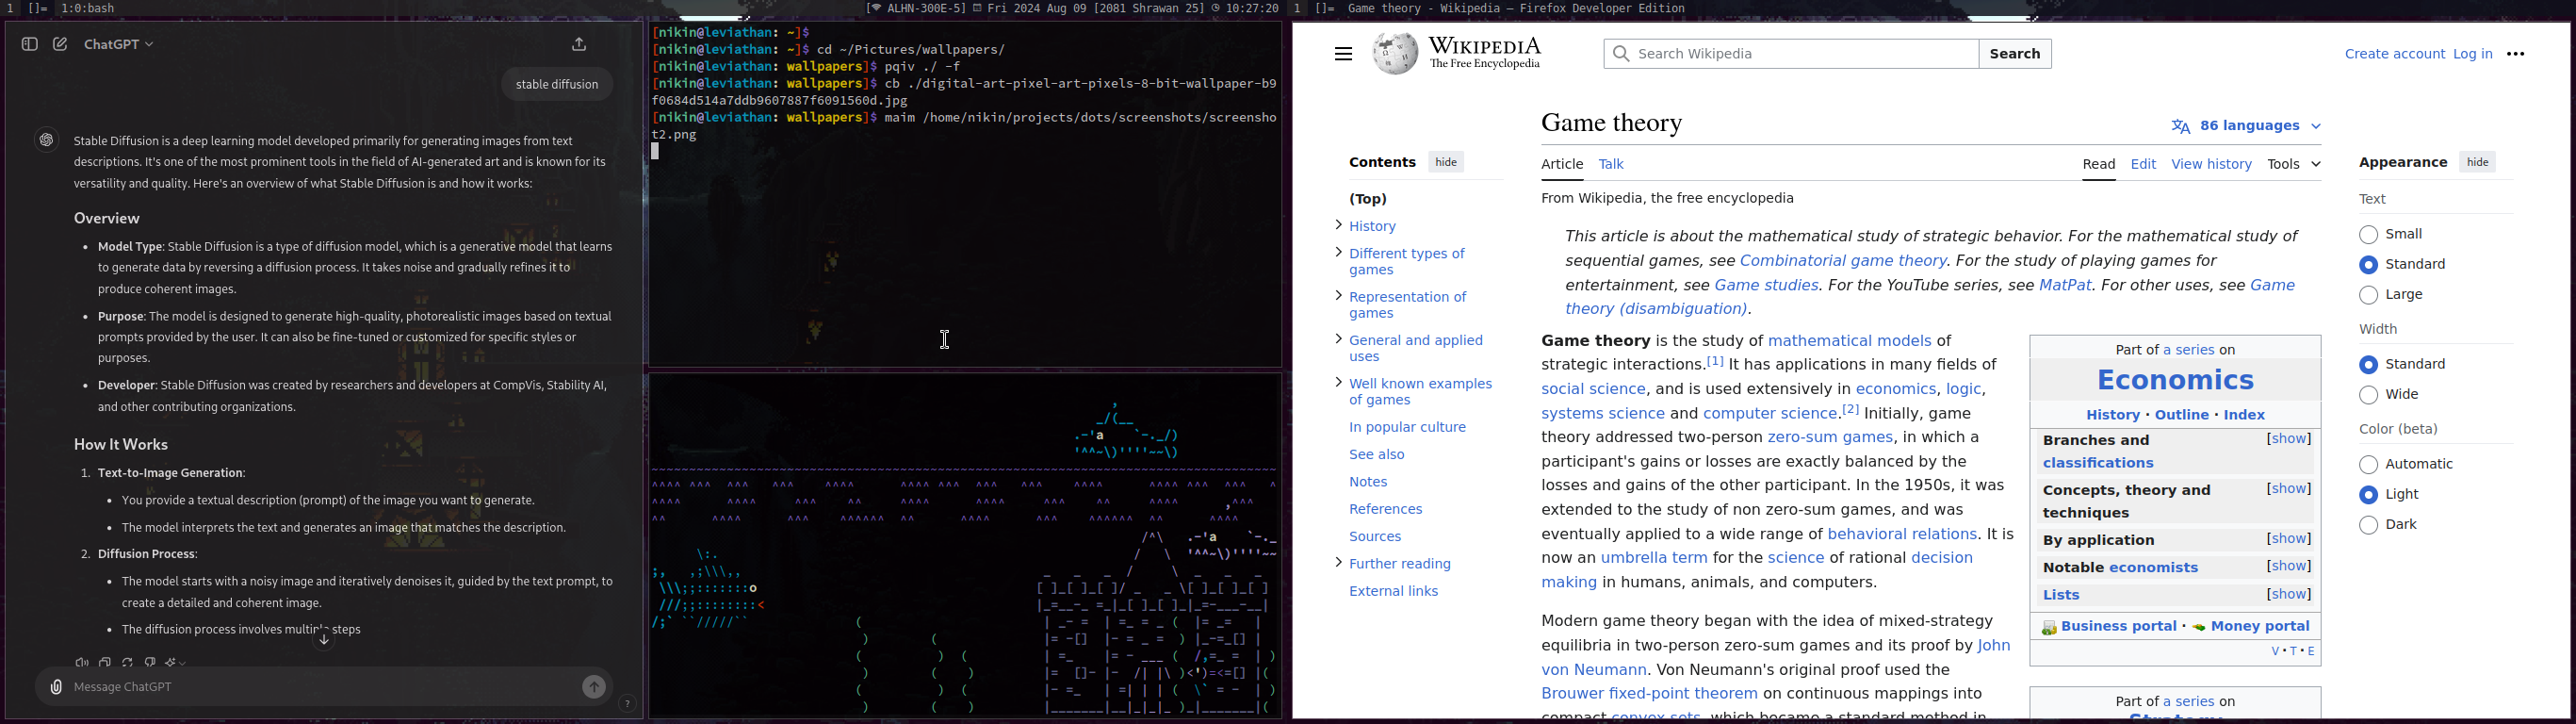 1 []= 1:0:bash
[ ALHN-300E-5] Fri 2024 Aug 09 [2081 Shrawan 25] 10:27:20
1 []= Game theory - Wikipedia — Firefox Developer Edition
ChatGPT
stable diffusion
Stable Diffusion is a deep learning model developed primarily for generating images from text
descriptions. It's one of the most prominent tools in the field of AI-generated art and is known for its
versatility and quality. Here's an overview of what Stable Diffusion is and how it works:
Overview
• Model Type: Stable Diffusion is a type of diffusion model, which is a generative model that learns
to generate data by reversing a diffusion process. It takes noise and gradually refines it to
produce coherent images.
• Purpose: The model is designed to generate high-quality, photorealistic images based on textual
prompts provided by the user. It can also be fine-tuned or customized for specific styles or
purposes.
• Developer: Stable Diffusion was created by researchers and developers at CompVis, Stability AI,
and other contributing organizations.
How It Works
1. Text-to-Image Generation:
• You provide a textual description (prompt) of the image you want to generate.
• The model interprets the text and generates an image that matches the description.
2. Diffusion Process:
• The model starts with a noisy image and iteratively denoises it, guided by the text prompt, to
create a detailed and coherent image.
• The diffusion process involves multiple steps
Message ChatGPT
?
[nikin@leviathan: ~]$
[nikin@leviathan: ~]$ cd ~/Pictures/wallpapers/
[nikin@leviathan: wallpapers]$ pqiv ./ -f
[nikin@leviathan: wallpapers]$ cb ./digital-art-pixel-art-pixels-8-bit-wallpaper-b9
f0684d514a7ddb9607887f6091560d.jpg
[nikin@leviathan: wallpapers]$ maim /home/nikin/projects/dots/screenshots/screensho
t2.png
WIKIPEDIA
The Free Encyclopedia
Search Wikipedia
Search
Create account Log in
Contents hide
(Top)
History
Different types of
games
Representation of
games
General and applied
uses
Well known examples
of games
In popular culture
See also
Notes
References
Sources
Further reading
External links
Game theory
86 languages
Article Talk
Read Edit View history Tools
From Wikipedia, the free encyclopedia
This article is about the mathematical study of strategic behavior. For the mathematical study of
sequential games, see Combinatorial game theory. For the study of playing games for
entertainment, see Game studies. For the YouTube series, see MatPat. For other uses, see Game
theory (disambiguation).
Game theory is the study of mathematical models of
strategic interactions.[1] It has applications in many fields of
social science, and is used extensively in economics, logic,
systems science and computer science.[2] Initially, game
theory addressed two-person zero-sum games, in which a
participant's gains or losses are exactly balanced by the
losses and gains of the other participant. In the 1950s, it was
extended to the study of non zero-sum games, and was
eventually applied to a wide range of behavioral relations. It is
now an umbrella term for the science of rational decision
making in humans, animals, and computers.
Modern game theory began with the idea of mixed-strategy
equilibria in two-person zero-sum games and its proof by John
von Neumann. Von Neumann's original proof used the
Brouwer fixed-point theorem on continuous mappings into
compact convex sets, which became a standard method in
Part of a series on
Economics
History · Outline · Index
Branches and
classifications [show]
Concepts, theory and
techniques [show]
By application [show]
Notable economists [show]
Lists [show]
Business portal · Money portal
V · T · E
Part of a series on
Appearance hide
Text
Small
Standard
Large
Width
Standard
Wide
Color (beta)
Automatic
Light
Dark